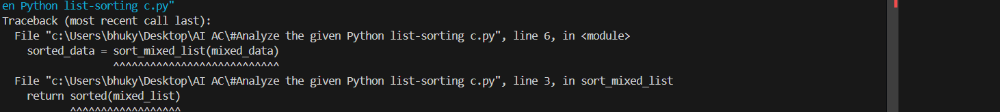 en Python list-sorting c.py"
Traceback (most recent call last):
  File "c:\Users\bhuky\Desktop\AI AC\#Analyze the given Python list-sorting c.py", line 6, in <module>
    sorted_data = sort_mixed_list(mixed_data)
                  ^^^^^^^^^^^^^^^^^^^^^^^^^^^
  File "c:\Users\bhuky\Desktop\AI AC\#Analyze the given Python list-sorting c.py", line 3, in sort_mixed_list
    return sorted(mixed_list)
           ^^^^^^^^^^^^^^^^^^